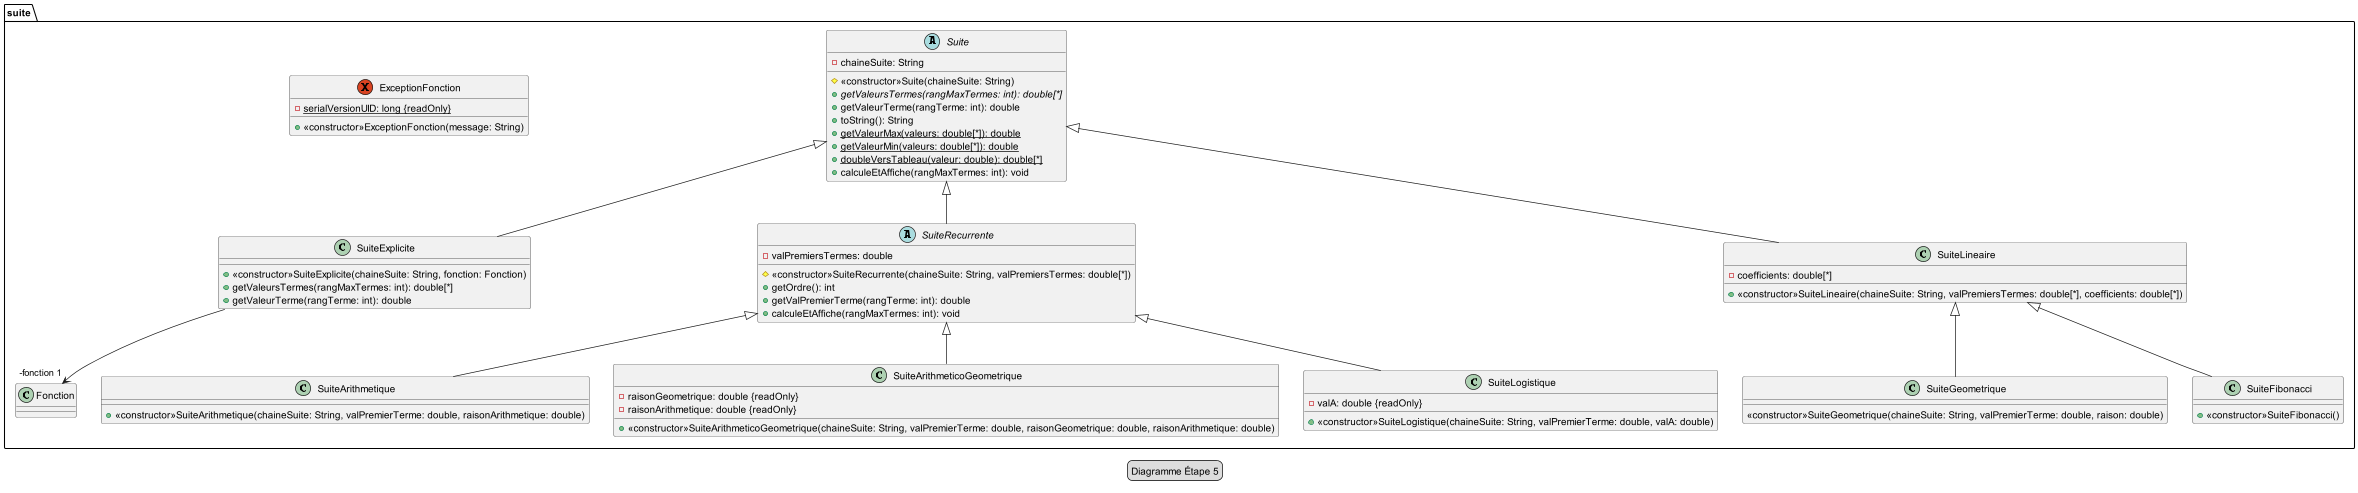 suite
Suite
chaineSuite: String
«constructor»Suite(chaineSuite: String)
getValeursTermes(rangMaxTermes: int): double[*]
getValeurTerme(rangTerme: int): double
toString(): String
getValeurMax(valeurs: double[*]): double
getValeurMin(valeurs: double[*]): double
doubleVersTableau(valeur: double): double[*]
calculeEtAffiche(rangMaxTermes: int): void
ExceptionFonction
serialVersionUID: long {readOnly}
«constructor»ExceptionFonction(message: String)
SuiteExplicite
«constructor»SuiteExplicite(chaineSuite: String, fonction: Fonction)
getValeursTermes(rangMaxTermes: int): double[*]
getValeurTerme(rangTerme: int): double
SuiteRecurrente
valPremiersTermes: double
«constructor»SuiteRecurrente(chaineSuite: String, valPremiersTermes: double[*])
getOrdre(): int
getValPremierTerme(rangTerme: int): double
calculeEtAffiche(rangMaxTermes: int): void
SuiteLineaire
coefficients: double[*]
«constructor»SuiteLineaire(chaineSuite: String, valPremiersTermes: double[*], coefficients: double[*])
-fonction 1
Fonction
SuiteArithmetique
«constructor»SuiteArithmetique(chaineSuite: String, valPremierTerme: double, raisonArithmetique: double)
SuiteArithmeticoGeometrique
raisonGeometrique: double {readOnly}
raisonArithmetique: double {readOnly}
«constructor»SuiteArithmeticoGeometrique(chaineSuite: String, valPremierTerme: double, raisonGeometrique: double, raisonArithmetique: double)
SuiteLogistique
valA: double {readOnly}
«constructor»SuiteLogistique(chaineSuite: String, valPremierTerme: double, valA: double)
SuiteGeometrique
«constructor»SuiteGeometrique(chaineSuite: String, valPremierTerme: double, raison: double)
SuiteFibonacci
«constructor»SuiteFibonacci()
Diagramme Étape 5